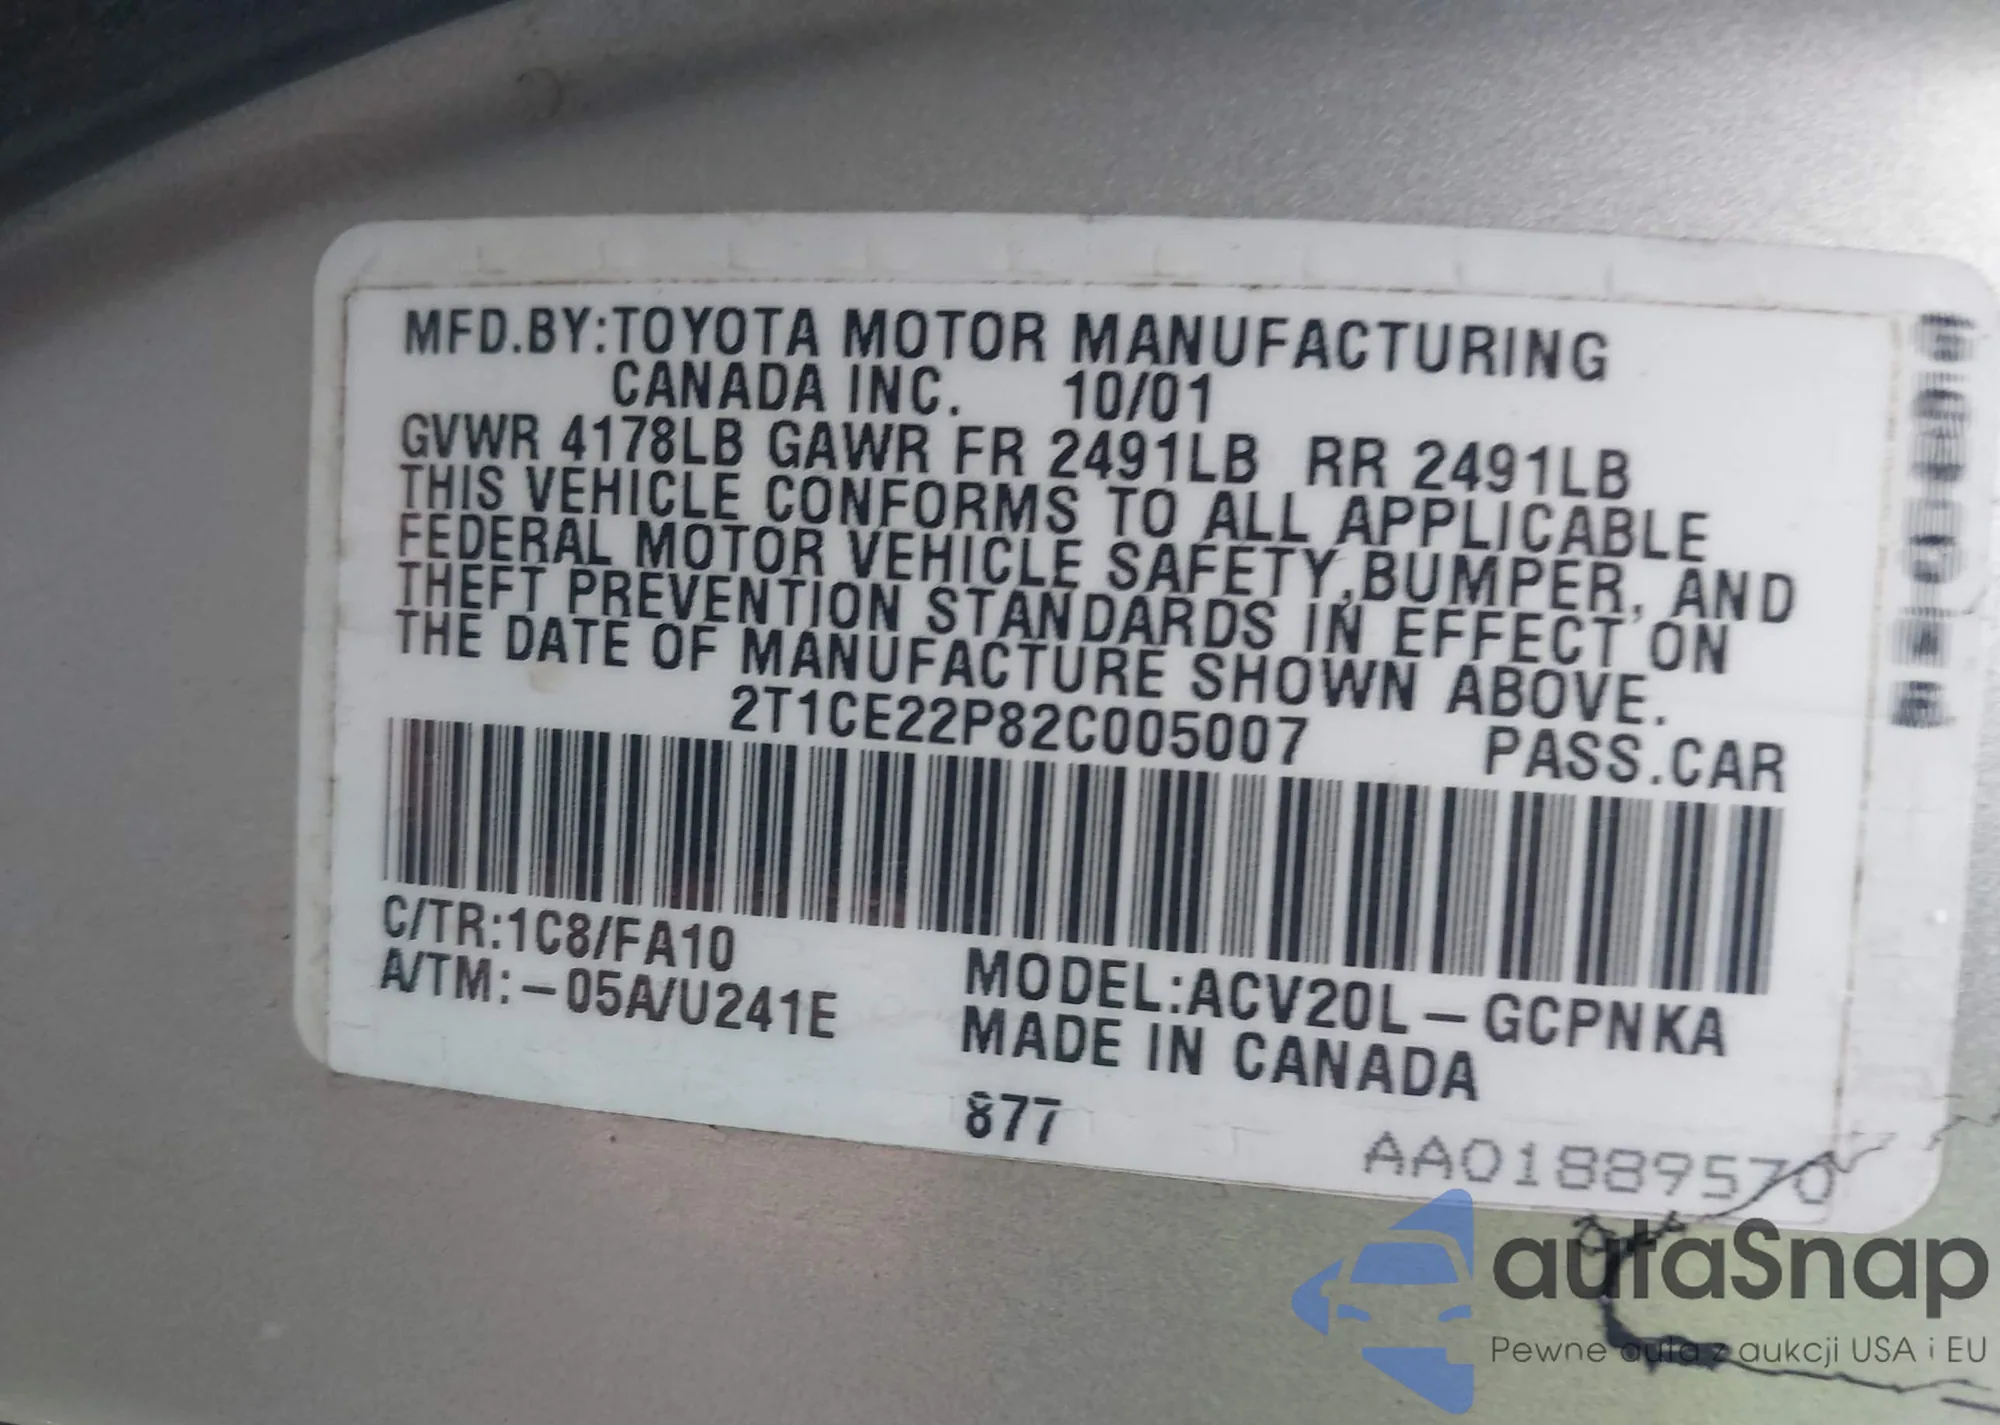 MFD.BY:TOYOTA MOTOR MANUFACTURING
CANADA INC. 10/01
GVWR 4178LB GAWR FR 2491LB RR 2491LB
THIS VEHICLE CONFORMS TO ALL APPLICABLE
FEDERAL MOTOR VEHICLE SAFETY,BUMPER, AND
THEFT PREVENTION STANDARDS IN EFFECT ON
THE DATE OF MANUFACTURE SHOWN ABOVE.
2T1CE22P82C005007 PASS.CAR
C/TR:1C8/FA10
A/TM:-05A/U241E
MODEL:ACV20L-GCPNKA
MADE IN CANADA
877
AA01889570
autaSnap
Pewne auta z aukcji USA i EU